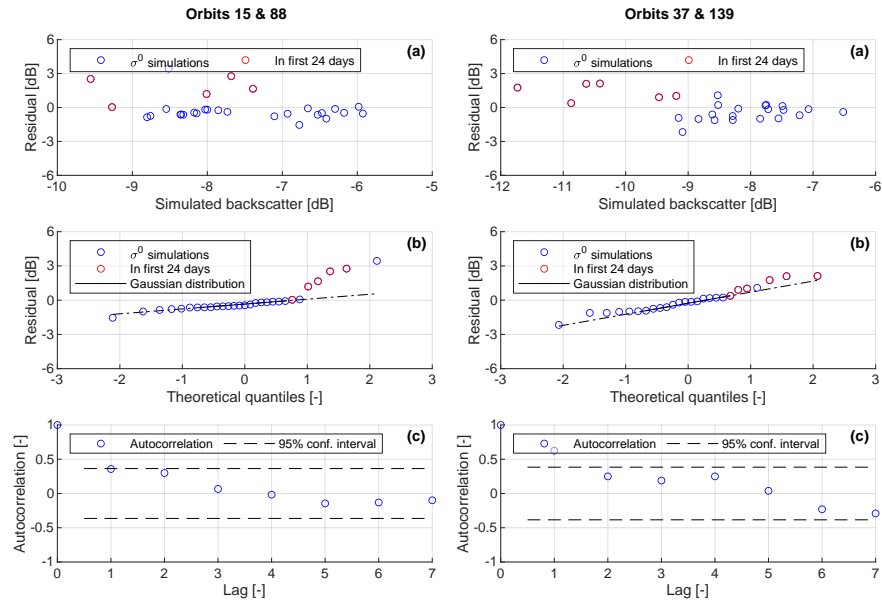 Orbits 15 & 88
Orbits 37 & 139
6
3
0
-3
-6
Residual [dB]
σ⁰ simulations
In first 24 days
(a)
-10
-9
-8
-7
-6
-5
Simulated backscatter [dB]
6
3
0
-3
-6
Residual [dB]
σ⁰ simulations
In first 24 days
(a)
-12
-11
-10
-9
-8
-7
-6
Simulated backscatter [dB]
6
3
0
-3
-6
Residual [dB]
σ⁰ simulations
In first 24 days
Gaussian distribution
(b)
-3
-2
-1
0
1
2
3
Theoretical quantiles [-]
6
3
0
-3
-6
Residual [dB]
σ⁰ simulations
In first 24 days
Gaussian distribution
(b)
-3
-2
-1
0
1
2
3
Theoretical quantiles [-]
1
0.5
0
-0.5
-1
Autocorrelation [-]
Autocorrelation
95% conf. interval
(c)
0
1
2
3
4
5
6
7
Lag [-]
1
0.5
0
-0.5
-1
Autocorrelation [-]
Autocorrelation
95% conf. interval
(c)
0
1
2
3
4
5
6
7
Lag [-]